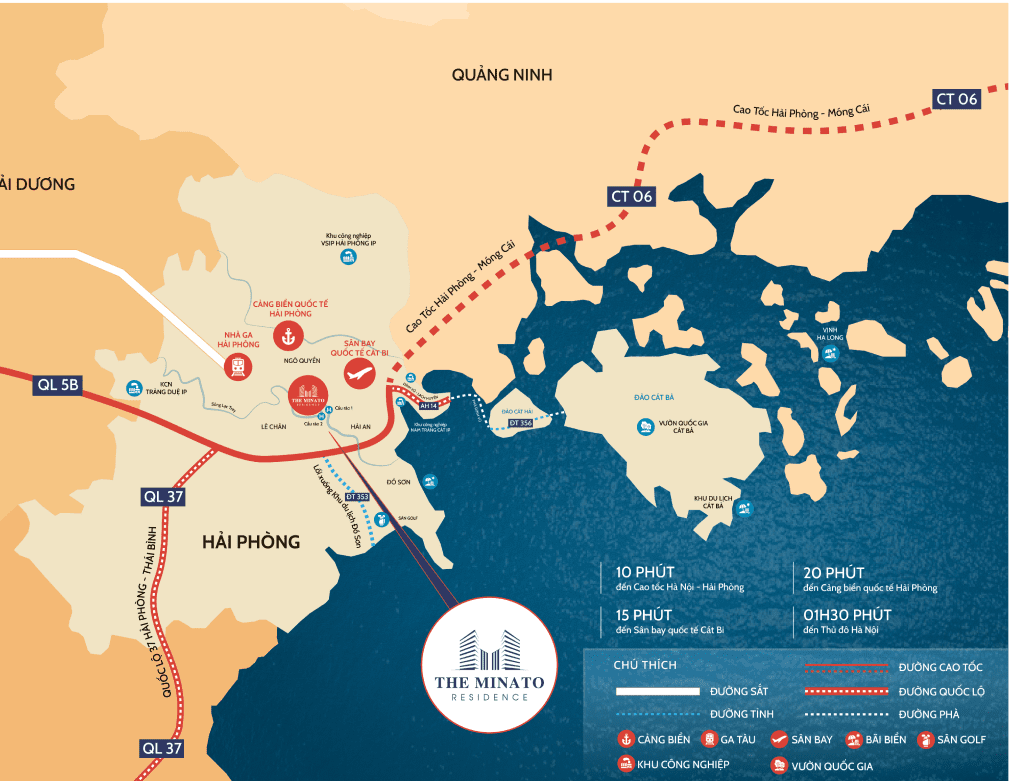 QUẢNG NINH
CT 06
Cao Tốc Hải Phòng - Móng Cái
ẢI DƯƠNG
CT 06
Khu công nghiệp
VSIP HẢI PHÒNG IP
Cao Tốc Hải Phòng - Móng Cái
CẢNG BIỂN QUỐC TẾ
HẢI PHÒNG
NHÀ GA
HẢI PHÒNG
SÂN BAY
QUỐC TẾ CÁT BI
NGÔ QUYỀN
VỊNH
HẠ LONG
QL 5B
KCN
TRÀNG DUỆ IP
THE MINATO
RESIDENCE
Sông Lạch Tray
Cầu rào 1
Cầu rào 2
LÊ CHÂN
HẢI AN
AH 14
Khu công nghiệp
NAM TRÀNG CÁT IP
ĐẢO CÁT HẢI
ĐT 356
ĐẢO CÁT BÀ
VƯỜN QUỐC GIA
CÁT BÀ
KHU DU LỊCH
CÁT BÀ
ĐỒ SƠN
QL 37
ĐT 353
Lối xuống Khu du lịch Đồ Sơn
SÂN GOLF
HẢI PHÒNG
QUỐC LỘ 37 HẢI PHÒNG - THÁI BÌNH
QL 37
THE MINATO
RESIDENCE
10 PHÚT
đến Cao tốc Hà Nội - Hải Phòng
20 PHÚT
đến Cảng biển quốc tế Hải Phòng
15 PHÚT
đến Sân bay quốc tế Cát Bi
01H30 PHÚT
đến Thủ đô Hà Nội
CHÚ THÍCH
ĐƯỜNG CAO TỐC
ĐƯỜNG SẮT
ĐƯỜNG QUỐC LỘ
ĐƯỜNG TỈNH
ĐƯỜNG PHÀ
CẢNG BIỂN
GA TÀU
SÂN BAY
BÃI BIỂN
SÂN GOLF
KHU CÔNG NGHIỆP
VƯỜN QUỐC GIA